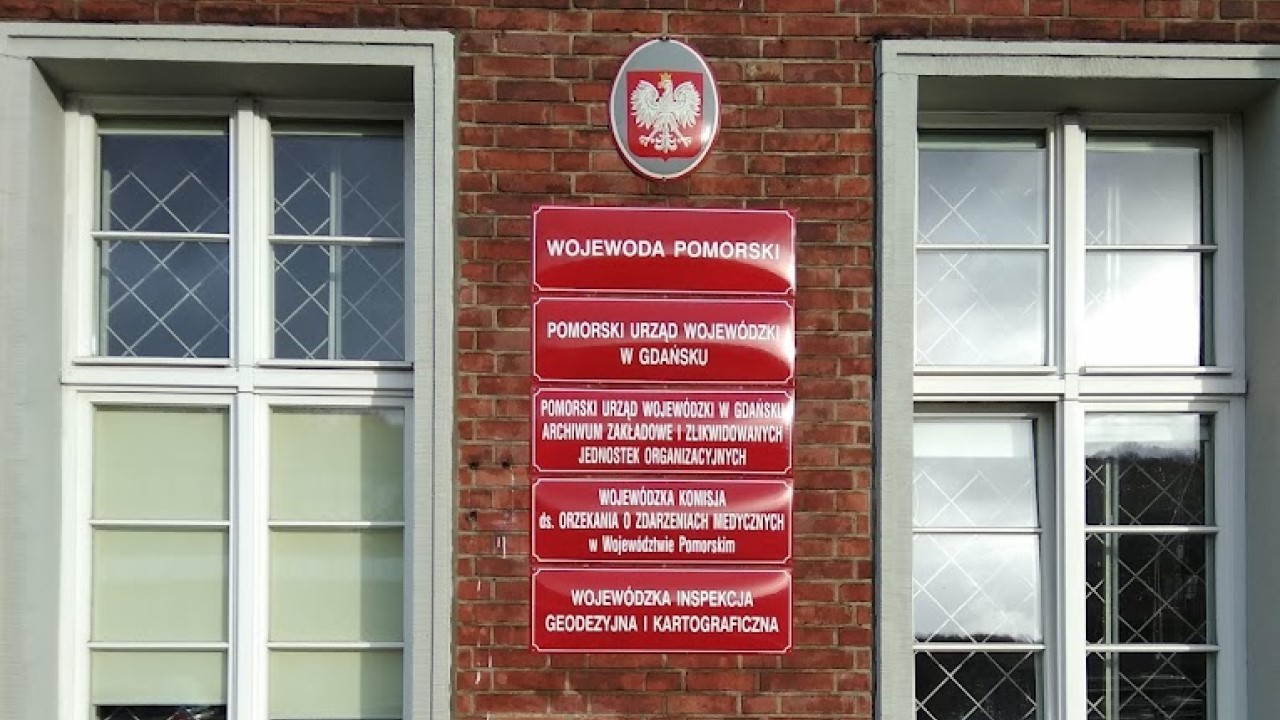 WOJEWODA POMORSKI
POMORSKI URZĄD WOJEWÓDZKI
W GDAŃSKU
POMORSKI URZĄD WOJEWÓDZKI W GDAŃSKU
ARCHIWUM ZAKŁADOWE I ZLIKWIDOWANYCH
JEDNOSTEK ORGANIZACYJNYCH
WOJEWÓDZKA KOMISJA
ds. ORZEKANIA O ZDARZENIACH MEDYCZNYCH
w Województwie Pomorskim
WOJEWÓDZKA INSPEKCJA
GEODEZYJNA I KARTOGRAFICZNA